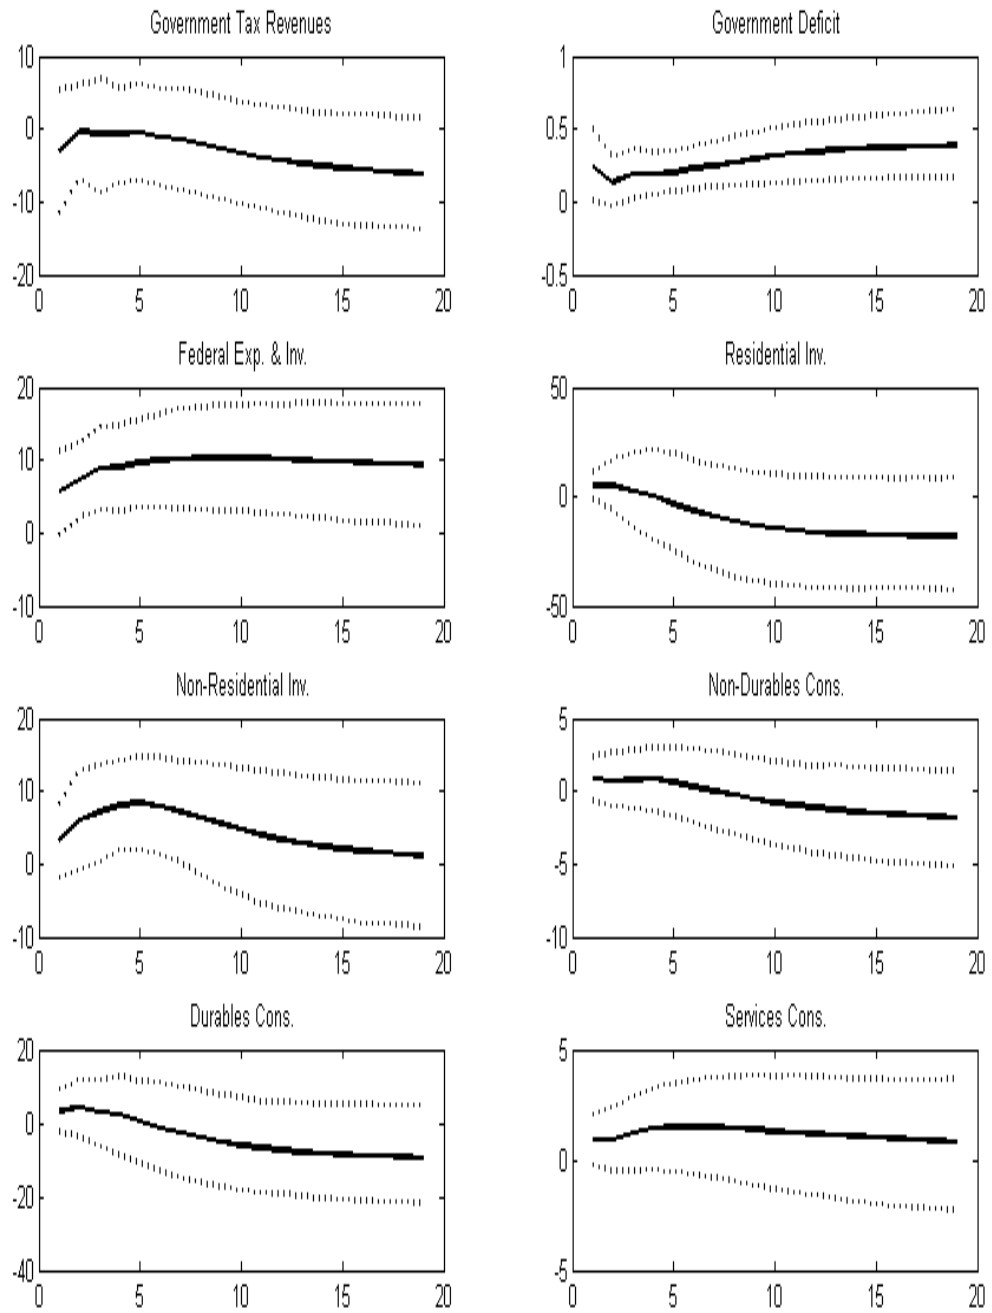 Government Tax Revenues
10
0
-10
-20
0 5 10 15 20
Government Deficit
1
0.5
0
-0.5
0 5 10 15 20
Federal Exp. & Inv.
20
10
0
-10
0 5 10 15 20
Residential Inv.
50
0
-50
0 5 10 15 20
Non-Residential Inv.
20
10
0
-10
0 5 10 15 20
Non-Durables Cons.
5
0
-5
-10
0 5 10 15 20
Durables Cons.
20
0
-20
-40
0 5 10 15 20
Services Cons.
5
0
-5
0 5 10 15 20